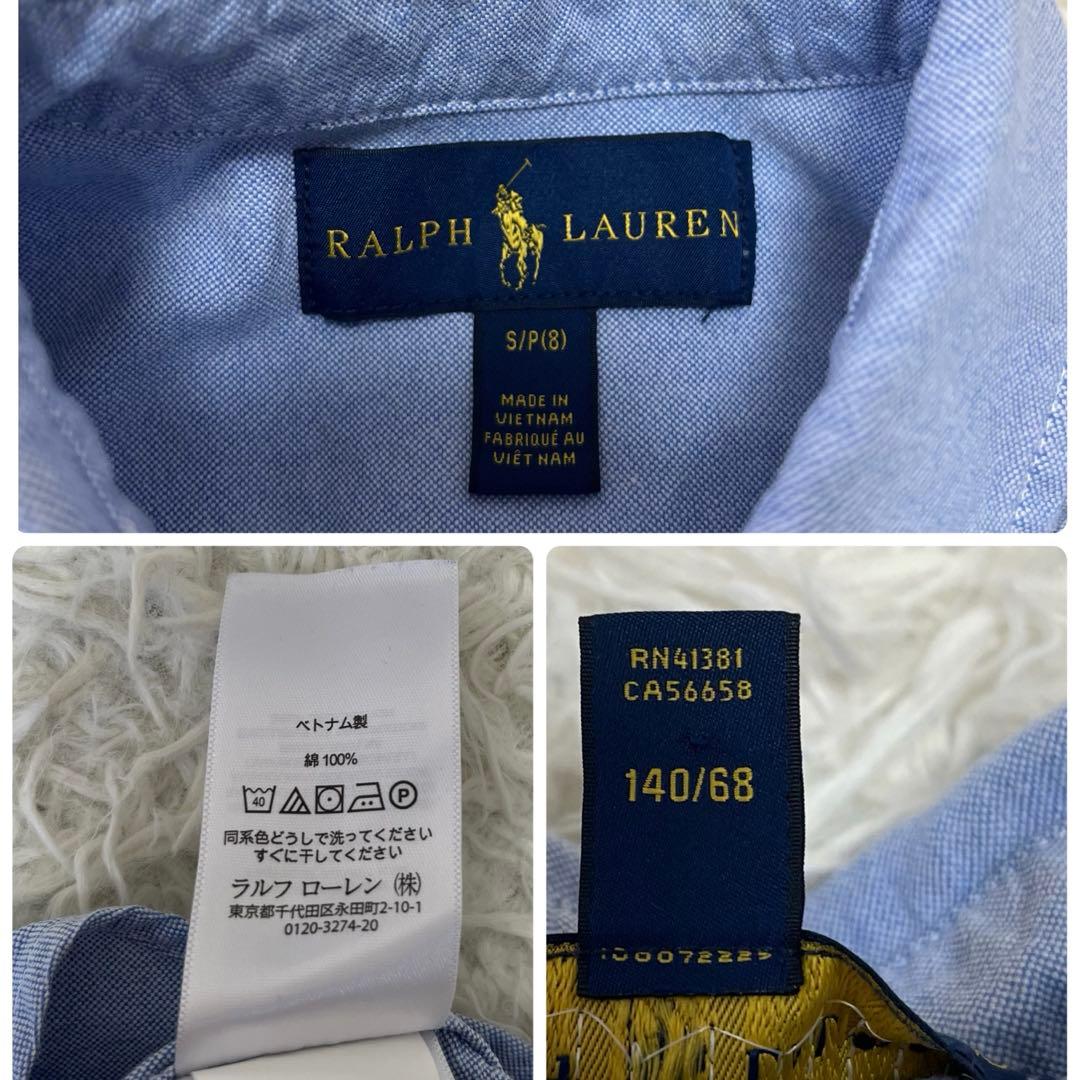 RALPH LAUREN
S/P(8)
MADE IN
VIETNAM
FABRIQUÉ AU
VIÊT NAM
ベトナム製
綿 100%
40 P
同系色どうしで洗ってください
すぐに干してください
ラルフ ローレン (株)
東京都千代田区永田町2-10-1
0120-3274-20
RN41381
CA56658
140/68